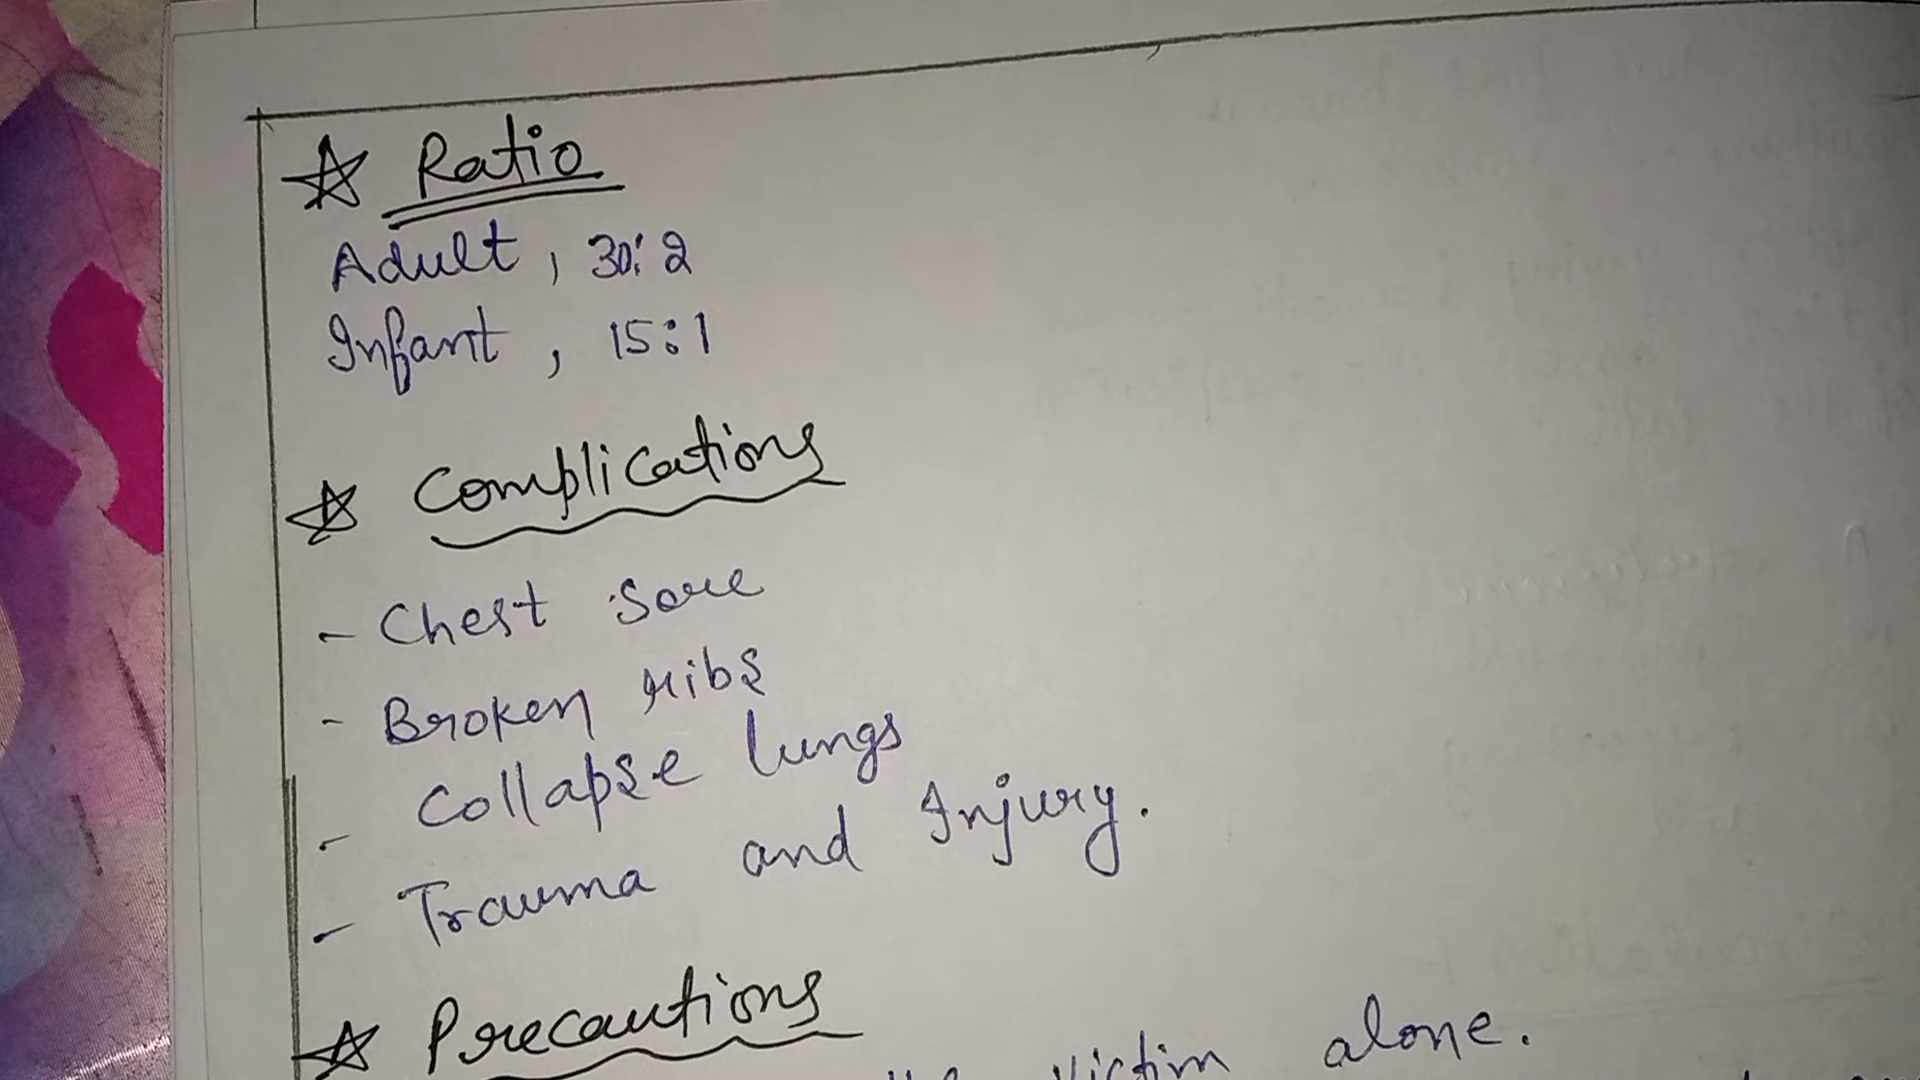 ☆ Ratio
Adult, 30:2
Infant, 15:1
☆ Complications
- Chest sore
- Broken ribs
- Collapse lungs
- Trauma and Injury.
☆ Precautions
victim alone.